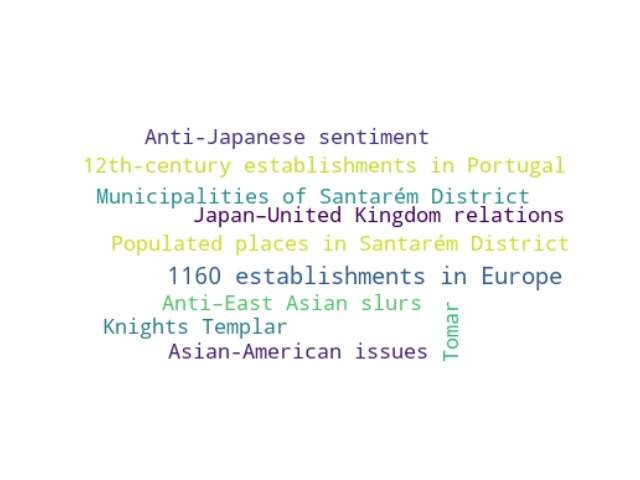 Anti-Japanese sentiment
12th-century establishments in Portugal
Municipalities of Santarém District
Japan–United Kingdom relations
Populated places in Santarém District
1160 establishments in Europe
Anti–East Asian slurs
Knights Templar
Asian-American issues
Tomar